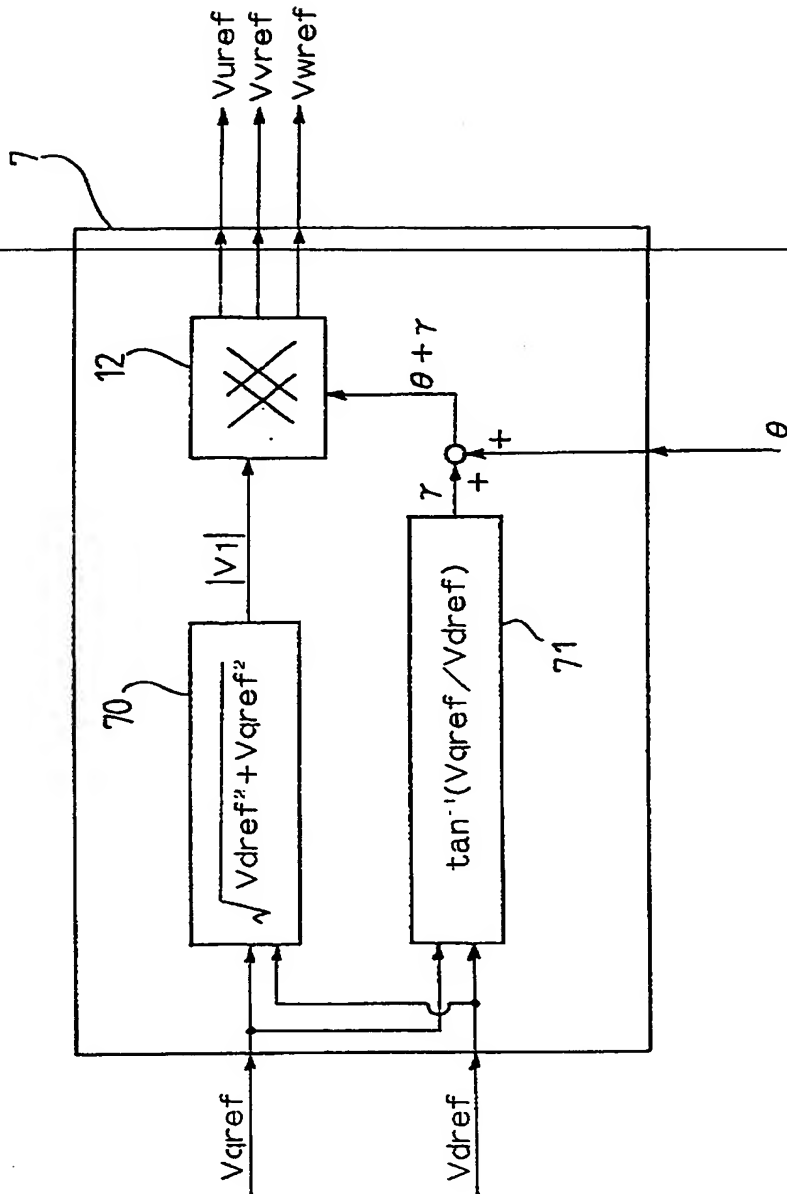 7
Vuref
Vvref
Vwref
12
θ+γ
|V1|
70
√Vdref²+Vqref²
γ
+
+
θ
tan⁻¹(Vqref/Vdref)
71
Vqref
Vdref